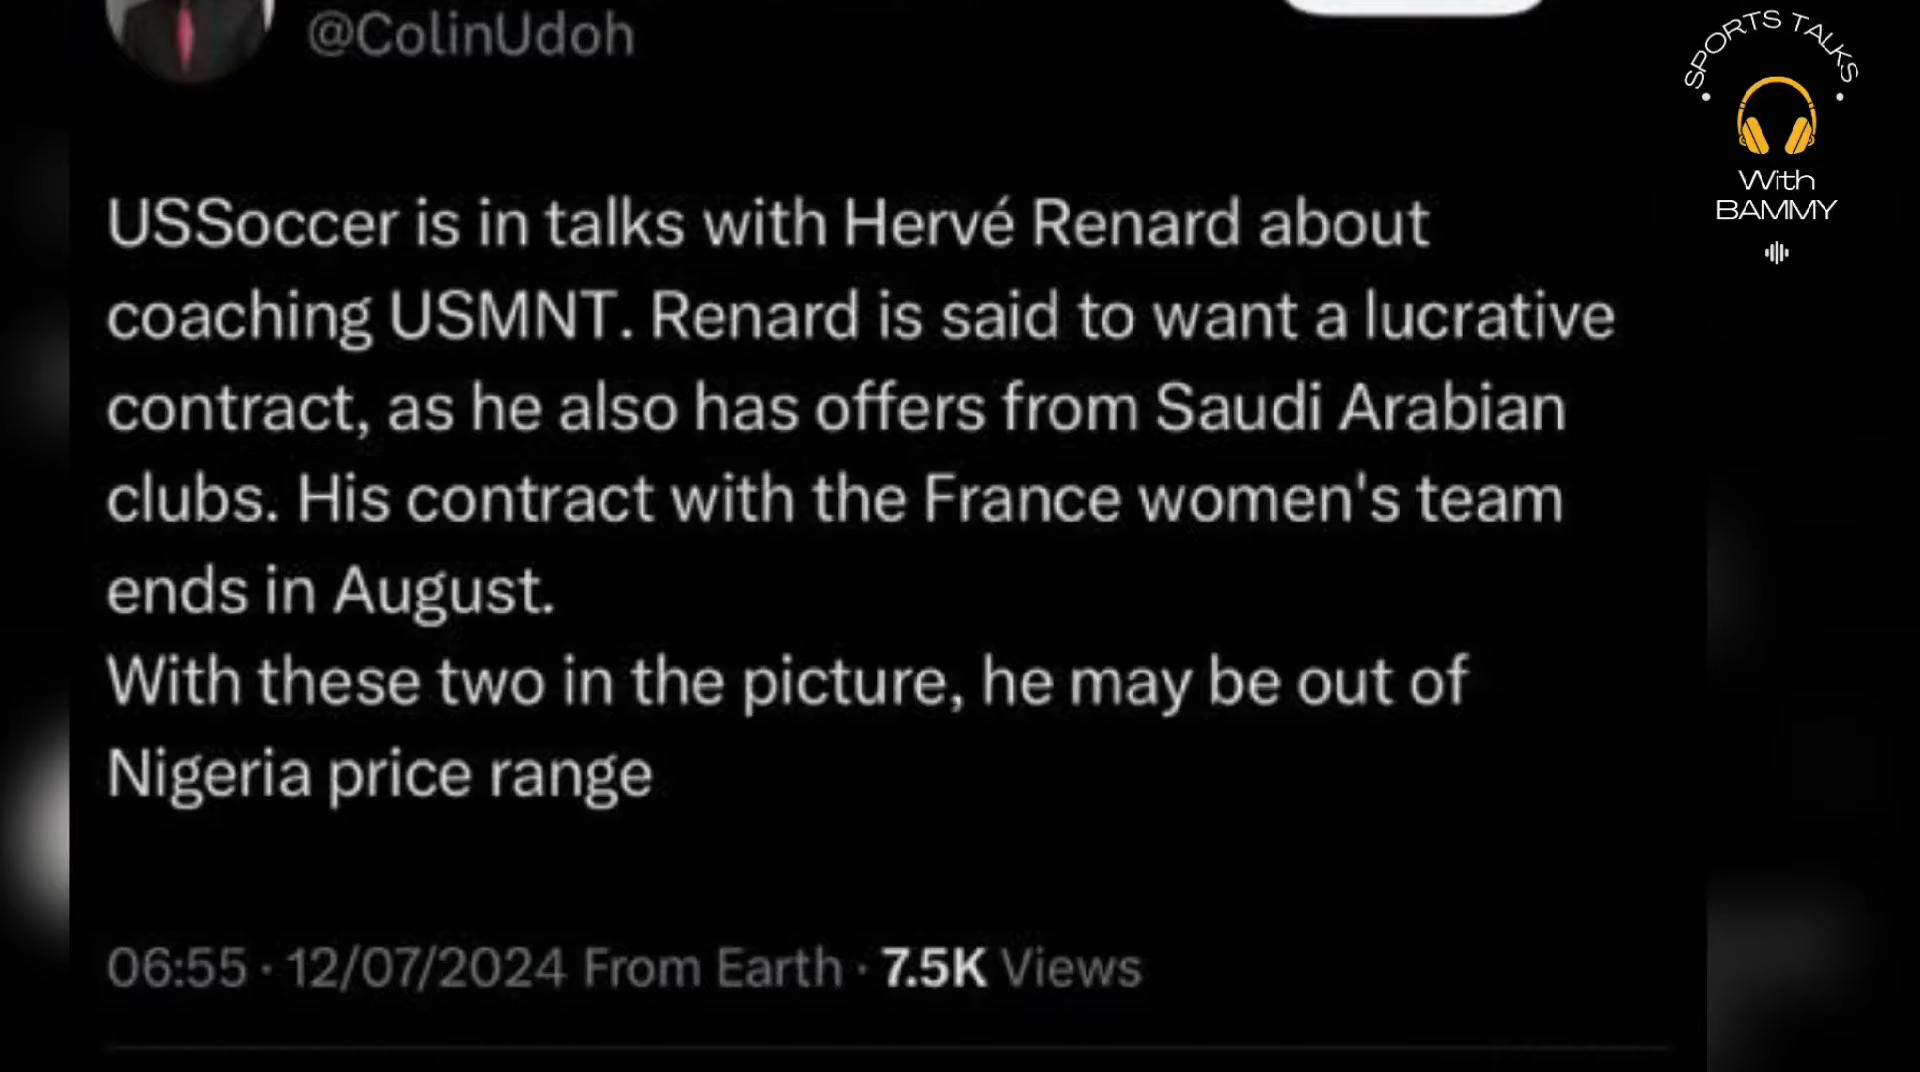 @ColinUdoh
SPORTS TALKS
With
BAMMY
USSoccer is in talks with Hervé Renard about
coaching USMNT. Renard is said to want a lucrative
contract, as he also has offers from Saudi Arabian
clubs. His contract with the France women's team
ends in August.
With these two in the picture, he may be out of
Nigeria price range
06:55 · 12/07/2024 From Earth · 7.5K Views